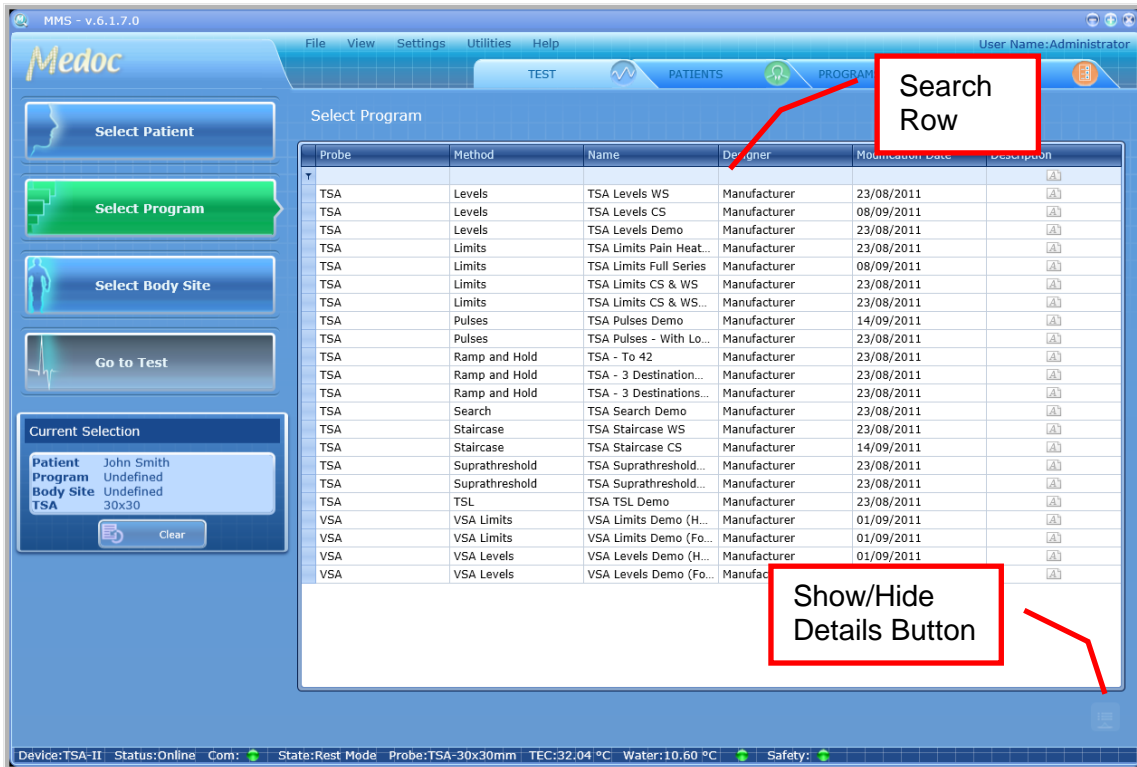 MMS - v.6.1.7.0
Medoc
File View Settings Utilities Help
User Name:Administrator
TEST PATIENTS PROGRAM
Search
Row
Select Patient
Select Program
Select Body Site
Go to Test
Current Selection
Patient John Smith
Program Undefined
Body Site Undefined
TSA 30x30
Clear
Select Program
Probe Method Name Designer Modification Date Description
TSA Levels TSA Levels WS Manufacturer 23/08/2011
TSA Levels TSA Levels CS Manufacturer 08/09/2011
TSA Levels TSA Levels Demo Manufacturer 23/08/2011
TSA Limits TSA Limits Pain Heat... Manufacturer 23/08/2011
TSA Limits TSA Limits Full Series Manufacturer 08/09/2011
TSA Limits TSA Limits CS & WS Manufacturer 23/08/2011
TSA Limits TSA Limits CS & WS... Manufacturer 23/08/2011
TSA Pulses TSA Pulses Demo Manufacturer 14/09/2011
TSA Pulses TSA Pulses - With Lo... Manufacturer 23/08/2011
TSA Ramp and Hold TSA - To 42 Manufacturer 23/08/2011
TSA Ramp and Hold TSA - 3 Destination... Manufacturer 23/08/2011
TSA Ramp and Hold TSA - 3 Destinations... Manufacturer 23/08/2011
TSA Search TSA Search Demo Manufacturer 23/08/2011
TSA Staircase TSA Staircase WS Manufacturer 23/08/2011
TSA Staircase TSA Staircase CS Manufacturer 14/09/2011
TSA Suprathreshold TSA Suprathreshold... Manufacturer 23/08/2011
TSA Suprathreshold TSA Suprathreshold... Manufacturer 23/08/2011
TSA TSL TSA TSL Demo Manufacturer 23/08/2011
VSA VSA Limits VSA Limits Demo (H... Manufacturer 01/09/2011
VSA VSA Limits VSA Limits Demo (Fo... Manufacturer 01/09/2011
VSA VSA Levels VSA Levels Demo (H... Manufacturer 01/09/2011
VSA VSA Levels VSA Levels Demo (Fo... Manufac
Show/Hide
Details Button
Device:TSA-II Status:Online Com: State:Rest Mode Probe:TSA-30x30mm TEC:32.04 °C Water:10.60 °C Safety: